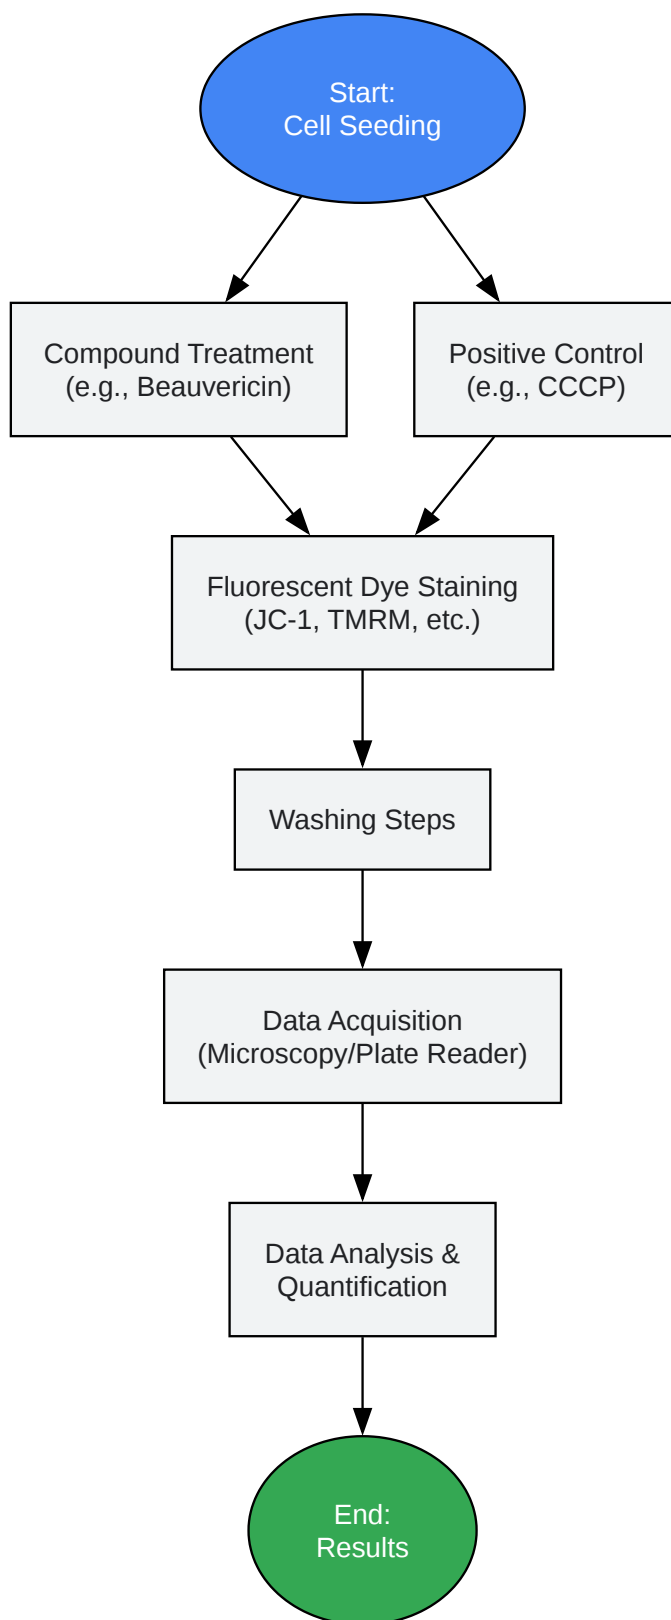 Start:
Cell Seeding
Compound Treatment
(e.g., Beauvericin)
Positive Control
(e.g., CCCP)
Fluorescent Dye Staining
(JC-1, TMRM, etc.)
Washing Steps
Data Acquisition
(Microscopy/Plate Reader)
Data Analysis &
Quantification
End:
Results